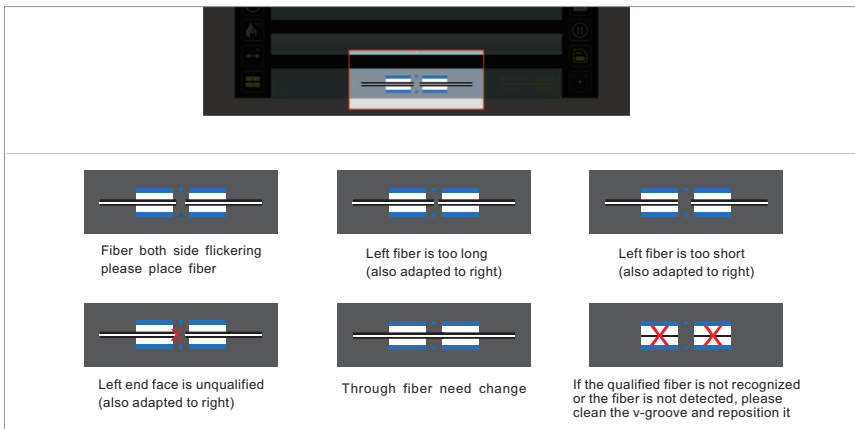 Fiber both side flickering
please place fiber
Left fiber is too long
(also adapted to right)
Left fiber is too short
(also adapted to right)
Left end face is unqualified
(also adapted to right)
Through fiber need change
If the qualified fiber is not recognized
or the fiber is not detected, please
clean the v-groove and reposition it